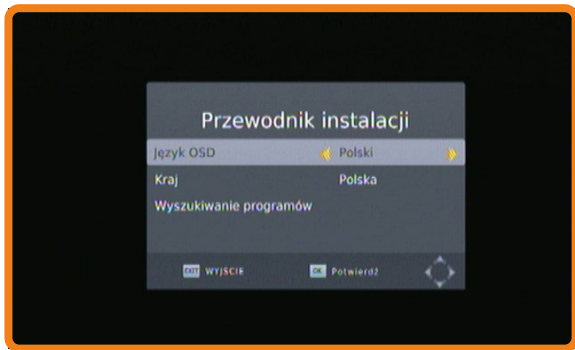 Przewodnik instalacji
Język OSD Polski
Kraj Polska
Wyszukiwanie programów
EXIT WYJŚCIE OK Potwierdź